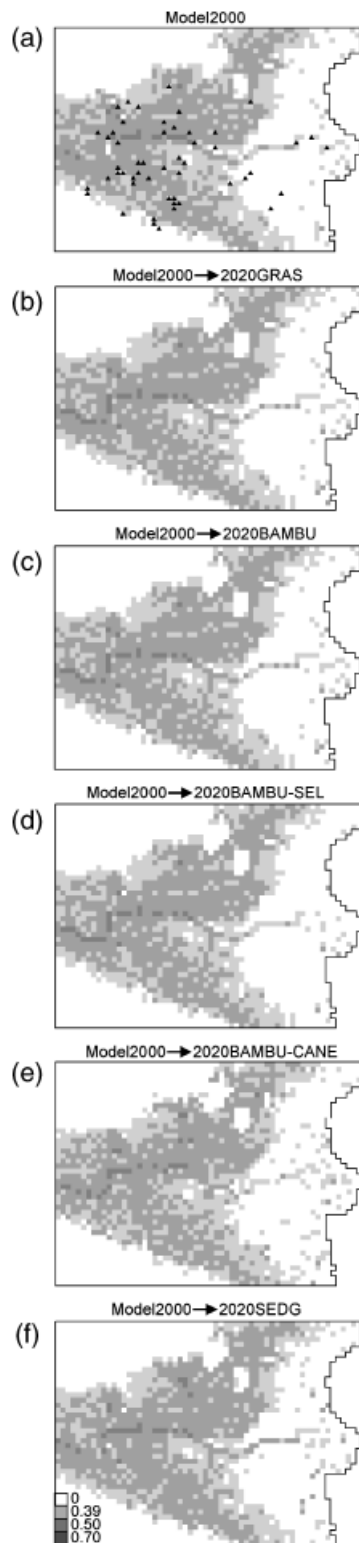 (a)
Model2000
(b)
Model2000→2020GRAS
(c)
Model2000→2020BAMBU
(d)
Model2000→2020BAMBU-SEL
(e)
Model2000→2020BAMBU-CANE
(f)
Model2000→2020SEDG
0
0.39
0.50
0.70